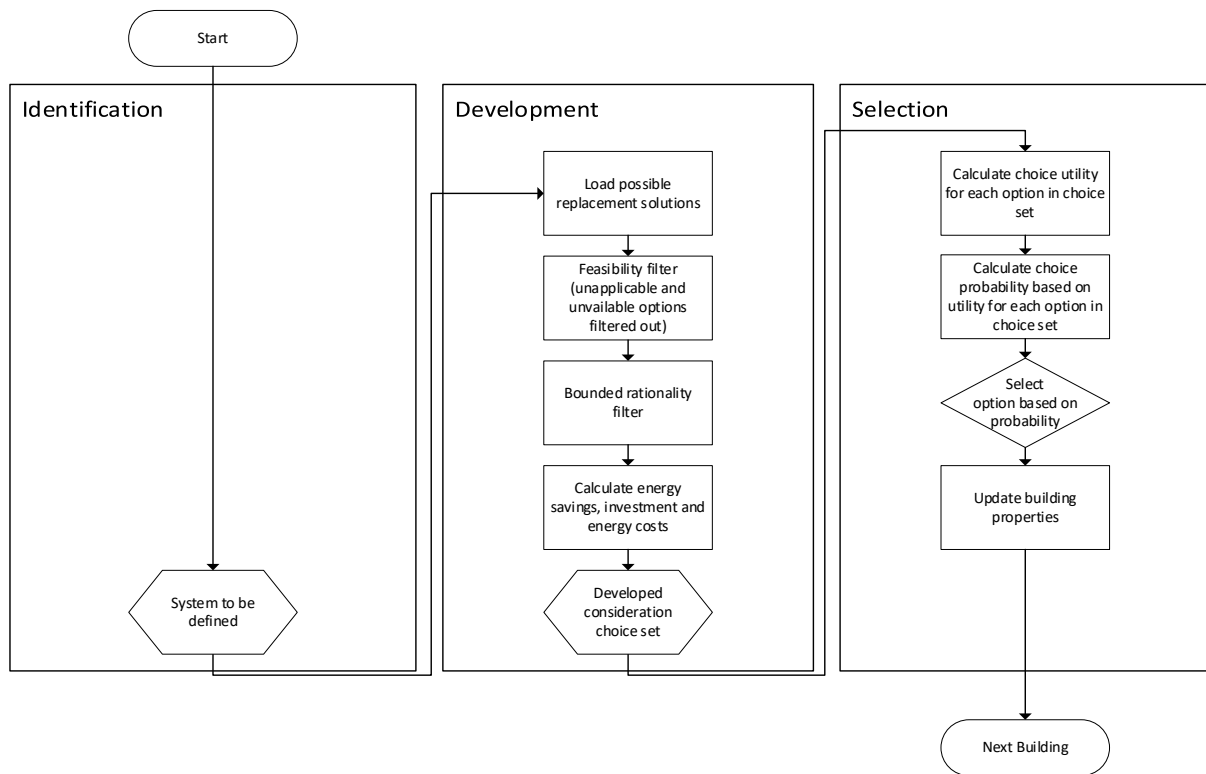 Start
Identification
System to be
defined
Development
Load possible
replacement solutions
Feasibility filter
(unapplicable and
unvailable options
filtered out)
Bounded rationality
filter
Calculate energy
savings, investment and
energy costs
Developed
consideration
choice set
Selection
Calculate choice utility
for each option in choice
set
Calculate choice
probability based on
utility for each option in
choice set
Select
option based on
probability
Update building
properties
Next Building